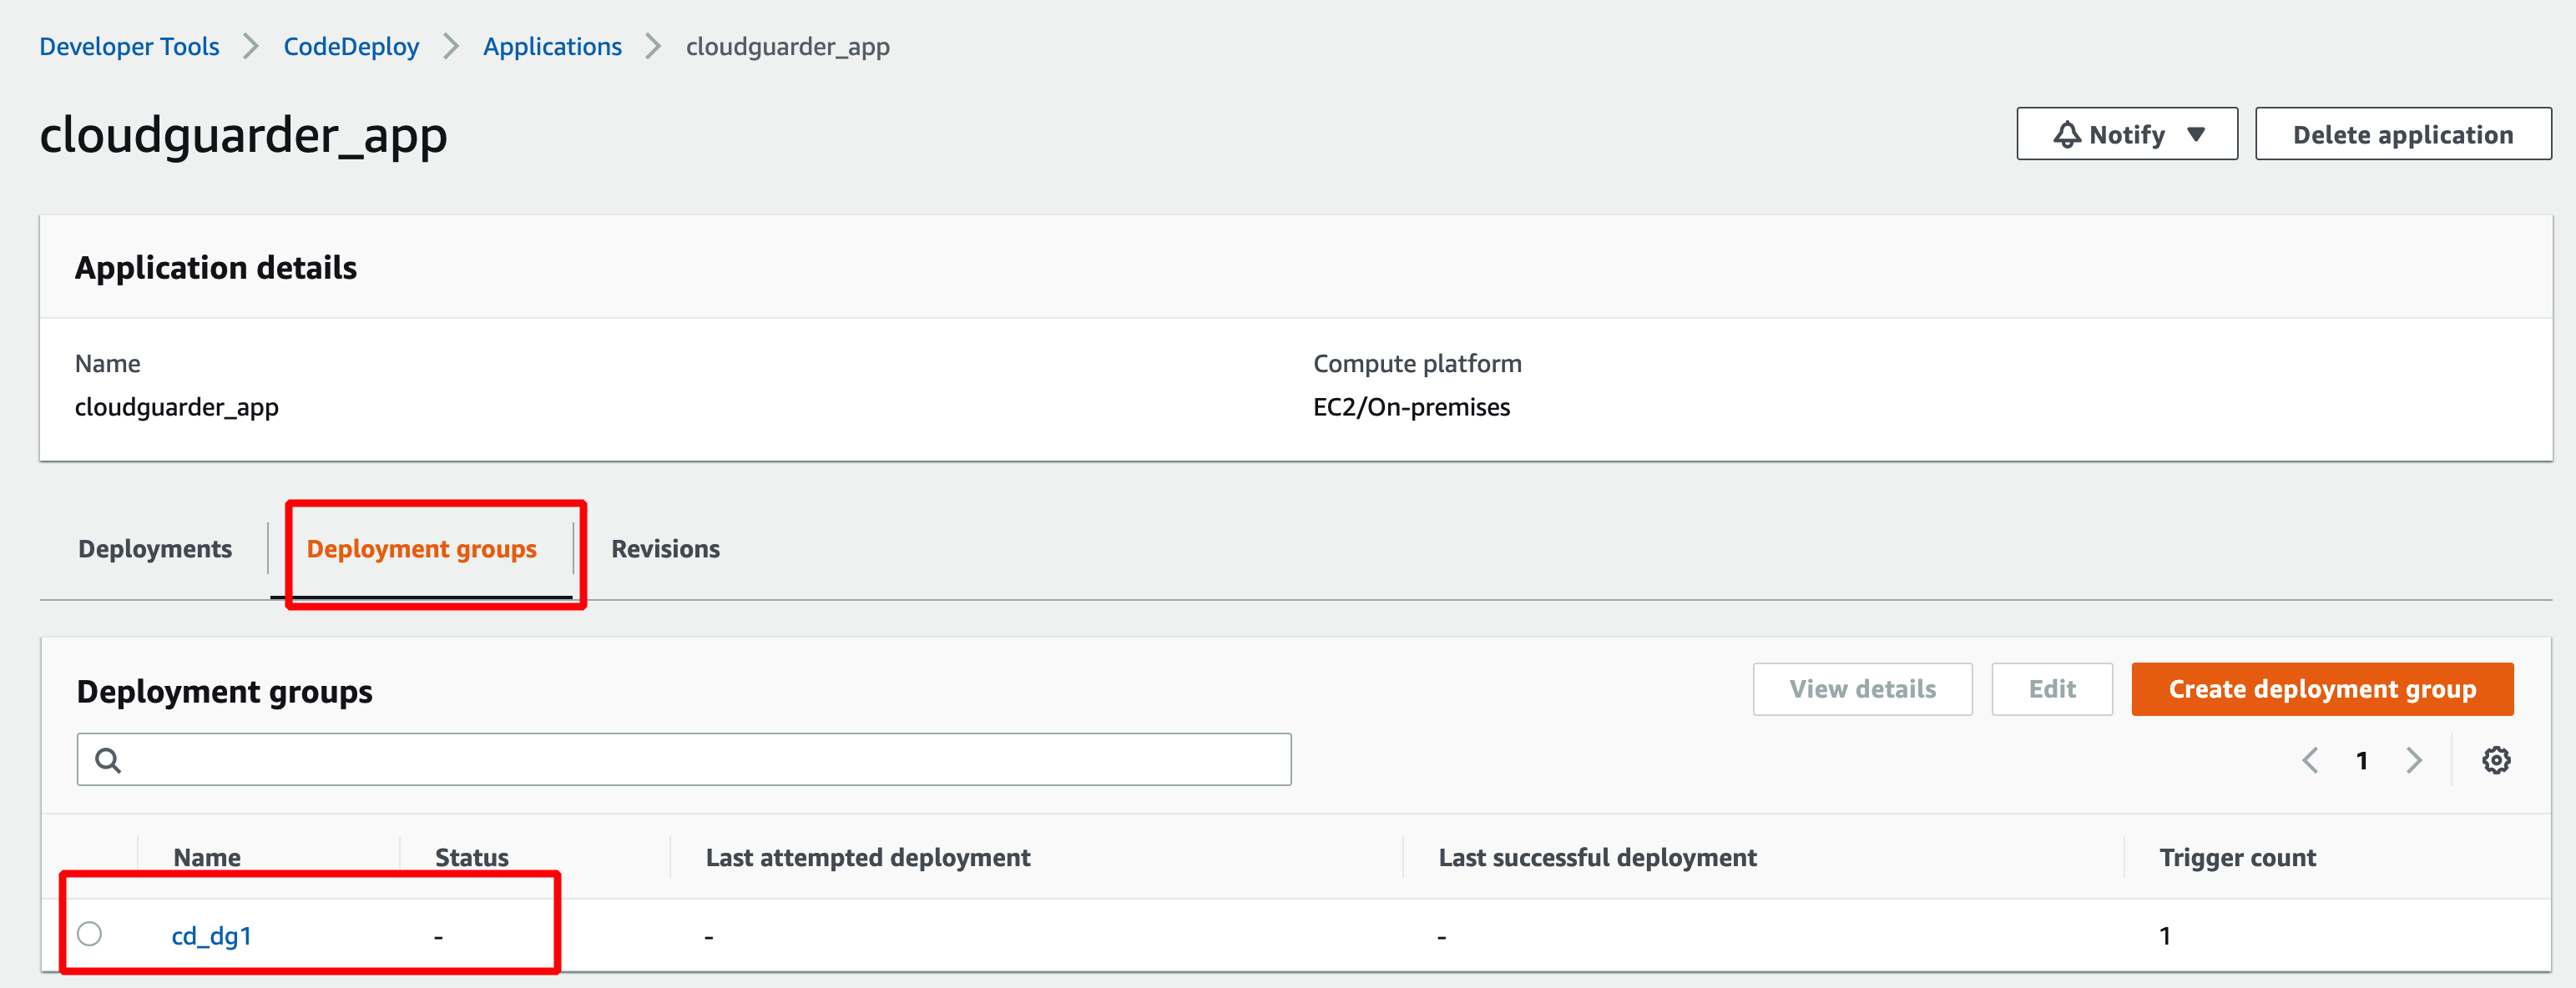 Developer Tools > CodeDeploy > Applications > cloudguarder_app
cloudguarder_app
Notify
Delete application
Application details
Name
cloudguarder_app
Compute platform
EC2/On-premises
Deployments
Deployment groups
Revisions
Deployment groups
View details
Edit
Create deployment group
1
Name Status Last attempted deployment Last successful deployment Trigger count
cd_dg1 - - - 1